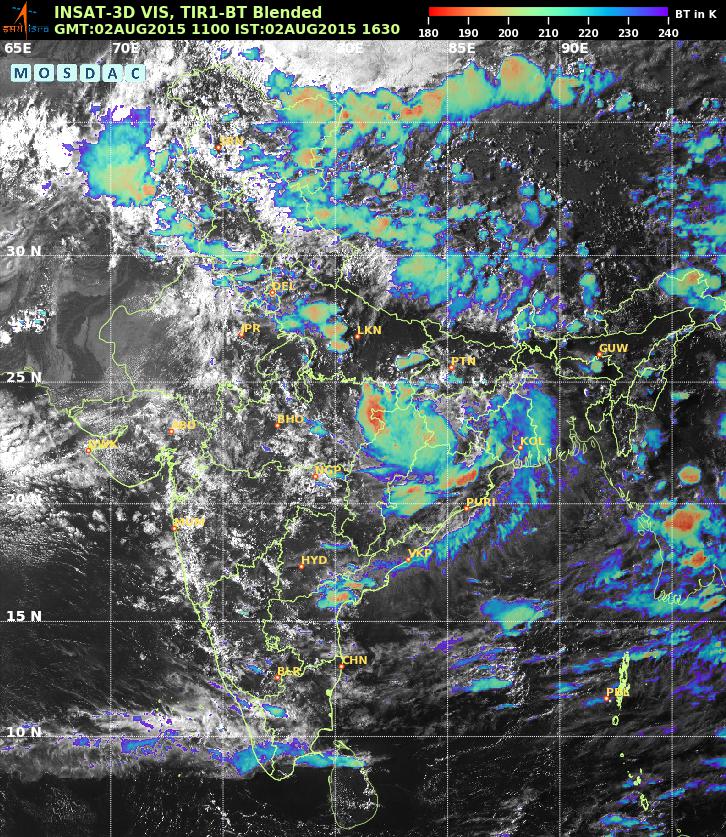 INSAT-3D VIS, TIR1-BT Blended
GMT:02AUG2015 1100 IST:02AUG2015 1630
BT in K
180 190 200 210 220 230 240
65E 70E 80E 85E 90E
M O S D A C
30 N
DEL
JPR LKN GUW
PTN
25 N
ABD BHO
KOL
NGP
20 N
PURI
MUM
VKP
HYD
15 N
CHN
BLR
PBL
10 N